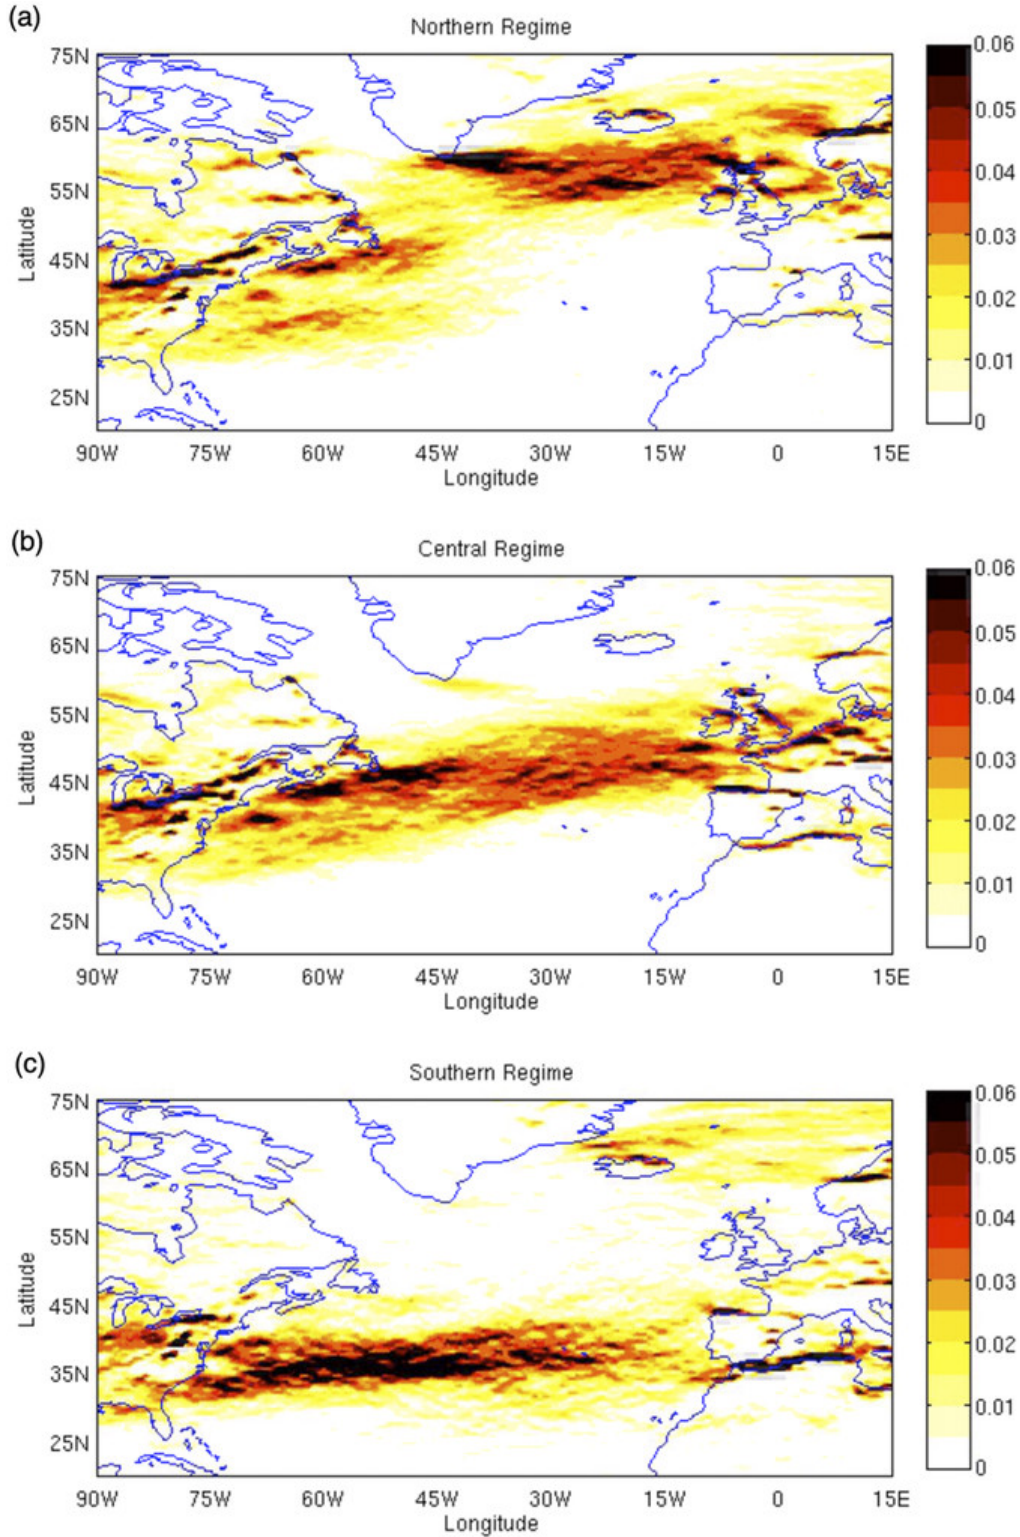 (a)
Northern Regime
75N
65N
55N
45N
35N
25N
Latitude
90W 75W 60W 45W 30W 15W 0 15E
Longitude
0.06
0.05
0.04
0.03
0.02
0.01
0
(b)
Central Regime
75N
65N
55N
45N
35N
25N
Latitude
90W 75W 60W 45W 30W 15W 0 15E
Longitude
0.06
0.05
0.04
0.03
0.02
0.01
0
(c)
Southern Regime
75N
65N
55N
45N
35N
25N
Latitude
90W 75W 60W 45W 30W 15W 0 15E
Longitude
0.06
0.05
0.04
0.03
0.02
0.01
0